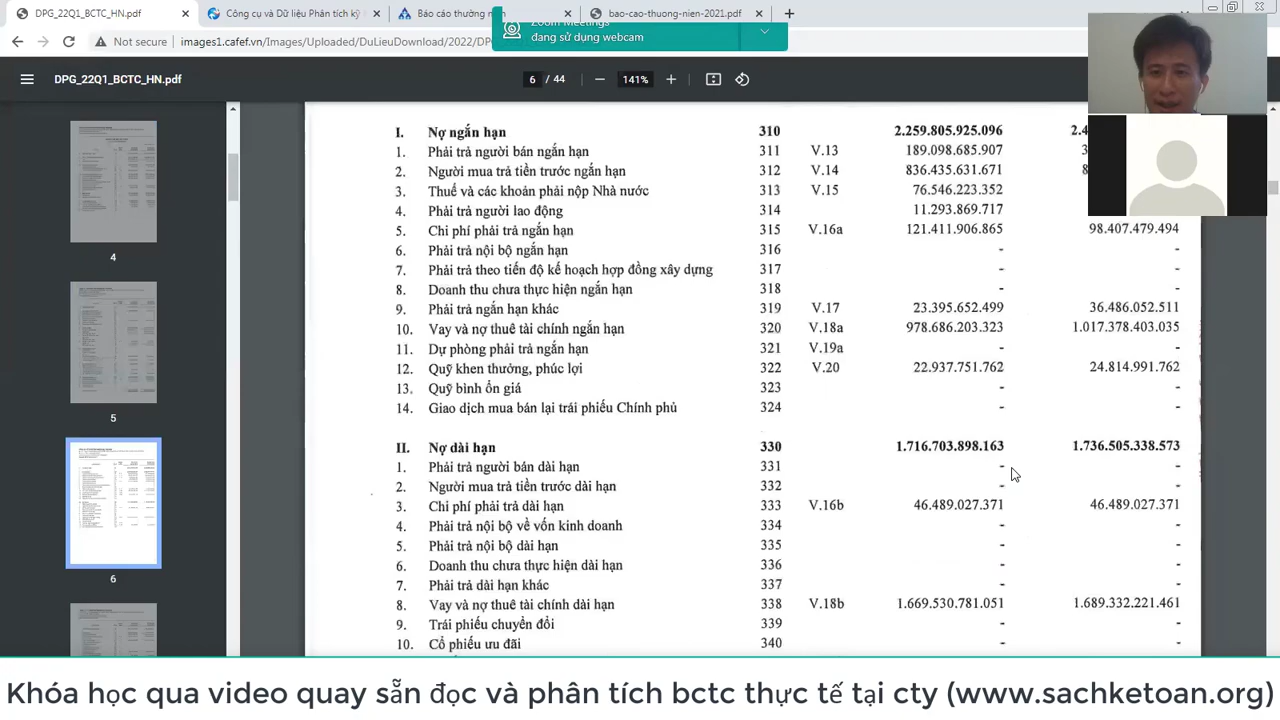 DPG_22Q1_BCTC_HN.pdf
Công cụ và Dữ liệu Phân tích kỹ
Báo cáo thường niên
bao-cao-thuong-nien-2021.pdf
Zoom Meetings
đang sử dụng webcam
Not secure
images1.cafef.vn/Images/Uploaded/DuLieuDownload/2022/DP
DPG_22Q1_BCTC_HN.pdf
6 / 44
141%
4
5
6
I. Nợ ngắn hạn 310 2.259.805.925.096 2.4
1. Phải trả người bán ngắn hạn 311 V.13 189.098.685.907 3
2. Người mua trả tiền trước ngắn hạn 312 V.14 836.435.631.671 8
3. Thuế và các khoản phải nộp Nhà nước 313 V.15 76.546.223.352
4. Phải trả người lao động 314 11.293.869.717
5. Chi phí phải trả ngắn hạn 315 V.16a 121.411.906.865 98.407.479.494
6. Phải trả nội bộ ngắn hạn 316 - -
7. Phải trả theo tiến độ kế hoạch hợp đồng xây dựng 317 - -
8. Doanh thu chưa thực hiện ngắn hạn 318 - -
9. Phải trả ngắn hạn khác 319 V.17 23.395.652.499 36.486.052.511
10. Vay và nợ thuê tài chính ngắn hạn 320 V.18a 978.686.203.323 1.017.378.403.035
11. Dự phòng phải trả ngắn hạn 321 V.19a - -
12. Quỹ khen thưởng, phúc lợi 322 V.20 22.937.751.762 24.814.991.762
13. Quỹ bình ổn giá 323 - -
14. Giao dịch mua bán lại trái phiếu Chính phủ 324 - -
II. Nợ dài hạn 330 1.716.703.898.163 1.736.505.338.573
1. Phải trả người bán dài hạn 331 - -
2. Người mua trả tiền trước dài hạn 332 - -
3. Chi phí phải trả dài hạn 333 V.16b 46.489.027.371 46.489.027.371
4. Phải trả nội bộ về vốn kinh doanh 334 - -
5. Phải trả nội bộ dài hạn 335 - -
6. Doanh thu chưa thực hiện dài hạn 336 - -
7. Phải trả dài hạn khác 337 - -
8. Vay và nợ thuê tài chính dài hạn 338 V.18b 1.669.530.781.051 1.689.332.221.461
9. Trái phiếu chuyển đổi 339 - -
10. Cổ phiếu ưu đãi 340 - -
Khóa học qua video quay sẵn đọc và phân tích bctc thực tế tại cty (www.sachketoan.org)